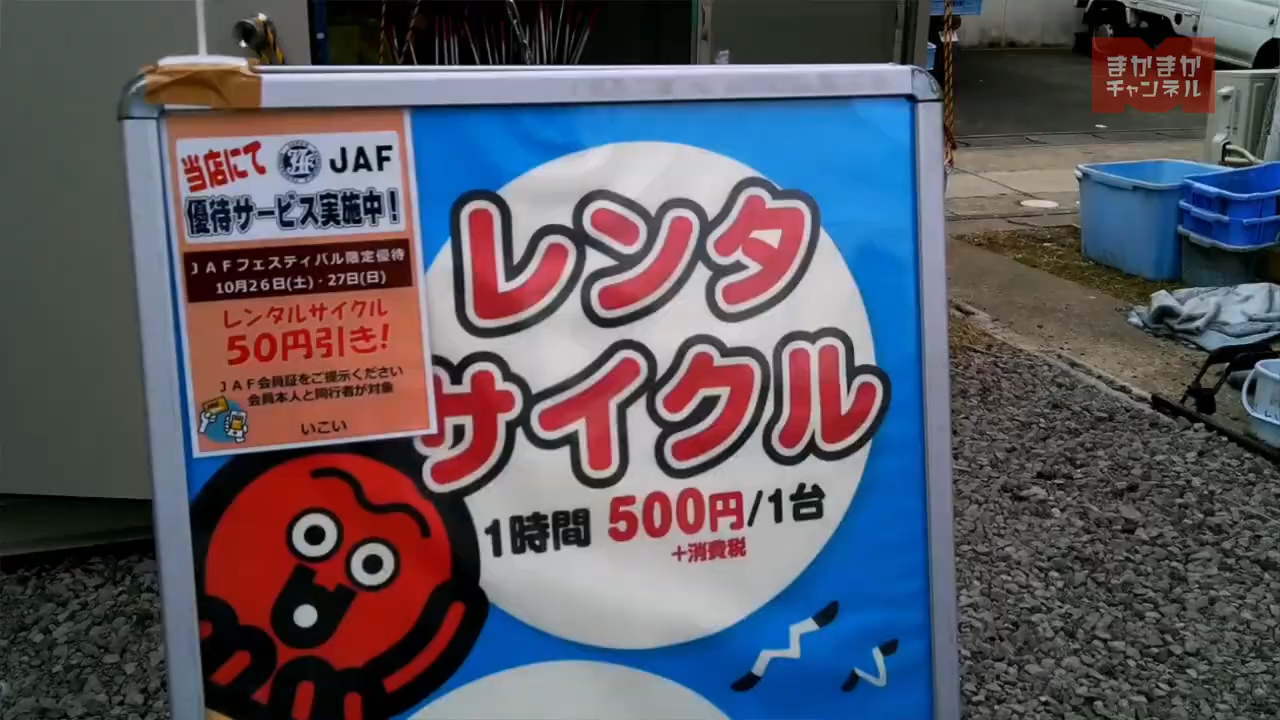 まかまか
チャンネル
当店にて JAF
優待サービス実施中!
JAFフェスティバル限定優待
10月26日(土)・27日(日)
レンタルサイクル
50円引き!
JAF会員証をご提示ください
会員本人と同行者が対象
いこい
レンタ
サイクル
1時間 500円/1台
+消費税